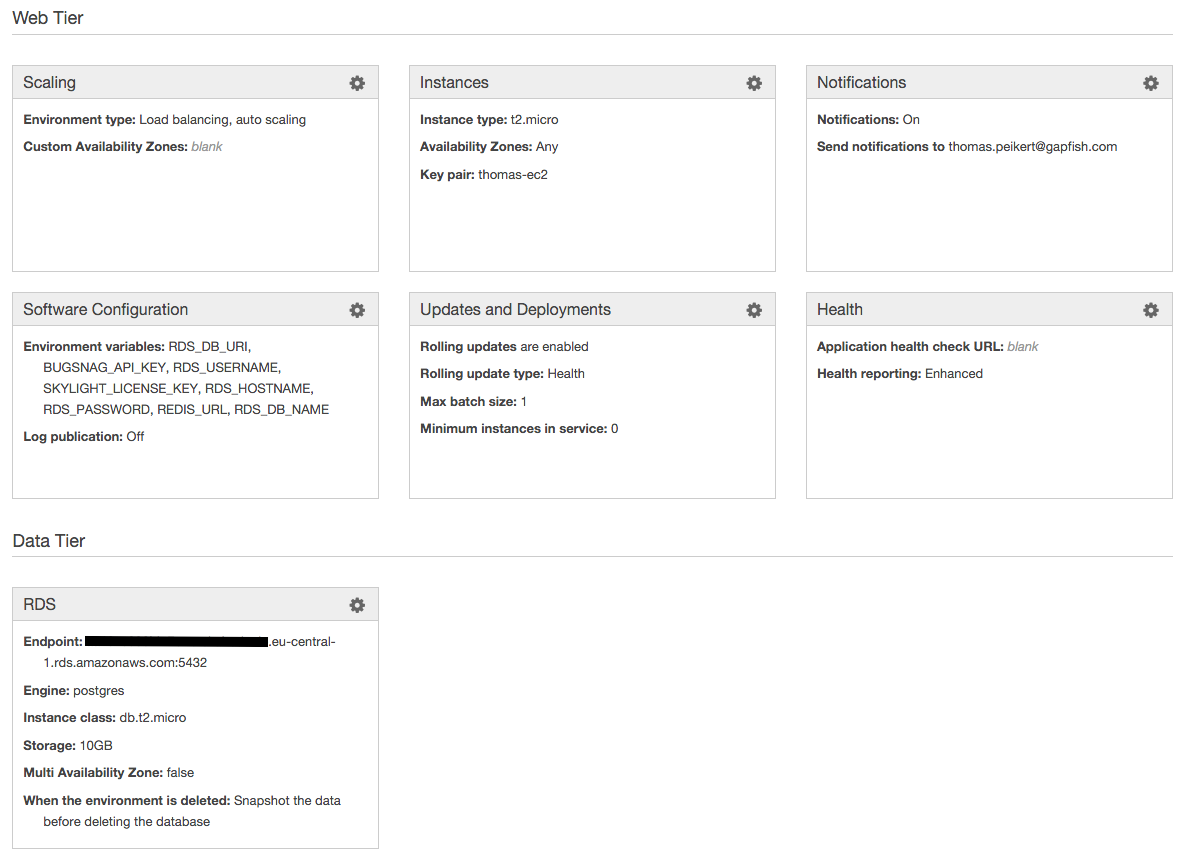 Web Tier
Scaling
Environment type: Load balancing, auto scaling
Custom Availability Zones: blank
Instances
Instance type: t2.micro
Availability Zones: Any
Key pair: thomas-ec2
Notifications
Notifications: On
Send notifications to thomas.peikert@gapfish.com
Software Configuration
Environment variables: RDS_DB_URI,
BUGSNAG_API_KEY, RDS_USERNAME,
SKYLIGHT_LICENSE_KEY, RDS_HOSTNAME,
RDS_PASSWORD, REDIS_URL, RDS_DB_NAME
Log publication: Off
Updates and Deployments
Rolling updates are enabled
Rolling update type: Health
Max batch size: 1
Minimum instances in service: 0
Health
Application health check URL: blank
Health reporting: Enhanced
Data Tier
RDS
Endpoint: .eu-central-
1.rds.amazonaws.com:5432
Engine: postgres
Instance class: db.t2.micro
Storage: 10GB
Multi Availability Zone: false
When the environment is deleted: Snapshot the data
before deleting the database